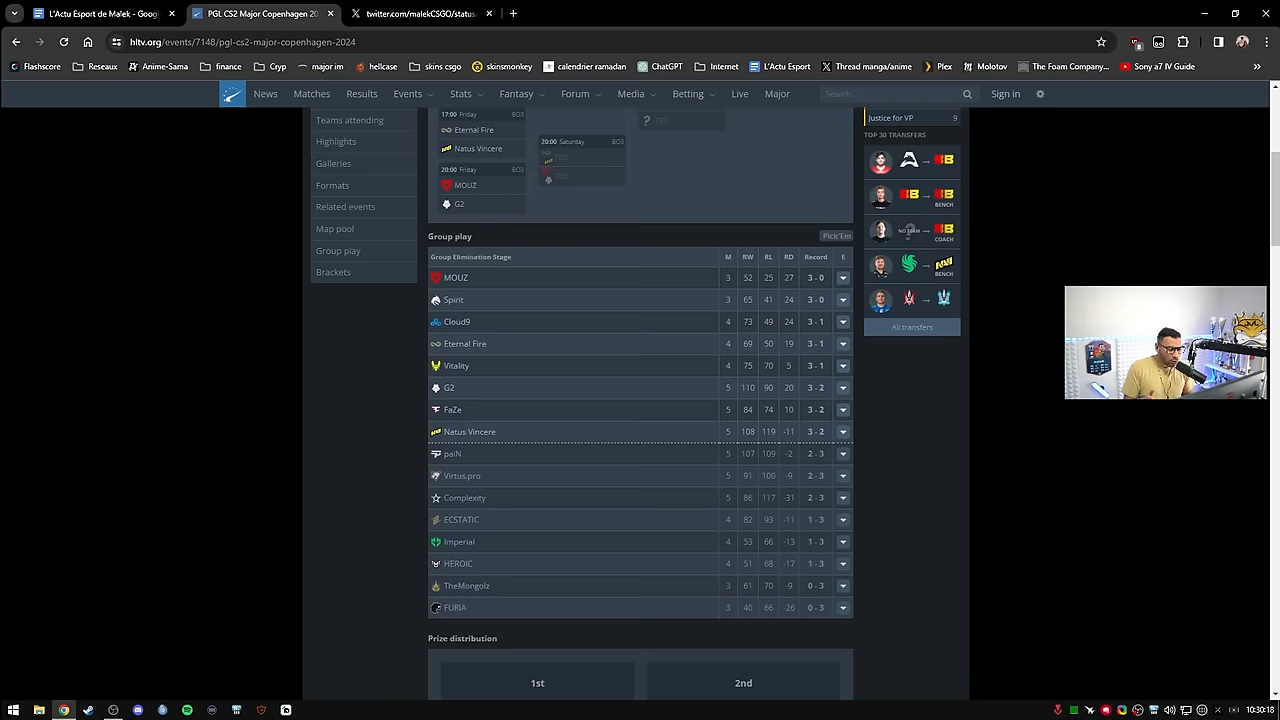 L'Actu Esport de Malek - Goog
PGL CS2 Major Copenhagen 20
twitter.com/malekCSGO/status
hltv.org/events/7148/pgl-cs2-major-copenhagen-2024
Flashscore Reseaux Anime-Sama finance Cryp major im hellcase skins csgo skinsmonkey calendrier ramadan ChatGPT Internet L'Actu Esport Thread manga/anime Plex Molotov The Foam Company... Sony a7 IV Guide
News Matches Results Events Stats Fantasy Forum Media Betting Live Major Search... Sign in
Teams attending
Highlights
Galleries
Formats
Related events
Map pool
Group play
Brackets
17:00 Friday BO3
Eternal Fire
Natus Vincere
20:00 Friday BO3
MOUZ
G2
20:00 Saturday BO3
TBD
TBD
? TBD
Group play Pick'Em
Group Elimination Stage M RW RL RD Record E
MOUZ 3 52 25 27 3 - 0
Spirit 3 65 41 24 3 - 0
Cloud9 4 73 49 24 3 - 1
Eternal Fire 4 69 50 19 3 - 1
Vitality 4 75 70 5 3 - 1
G2 5 110 90 20 3 - 2
FaZe 5 84 74 10 3 - 2
Natus Vincere 5 108 119 -11 3 - 2
paiN 5 107 109 -2 2 - 3
Virtus.pro 5 91 100 -9 2 - 3
Complexity 5 86 117 -31 2 - 3
ECSTATIC 4 82 93 -11 1 - 3
Imperial 4 53 66 -13 1 - 3
HEROIC 4 51 68 -17 1 - 3
TheMongolz 3 61 70 -9 0 - 3
FURIA 3 40 66 -26 0 - 3
Prize distribution
1st 2nd
Justice for VP 9
TOP 30 TRANSFERS
BENCH
NO TEAM
COACH
BENCH
All transfers
10:30:18